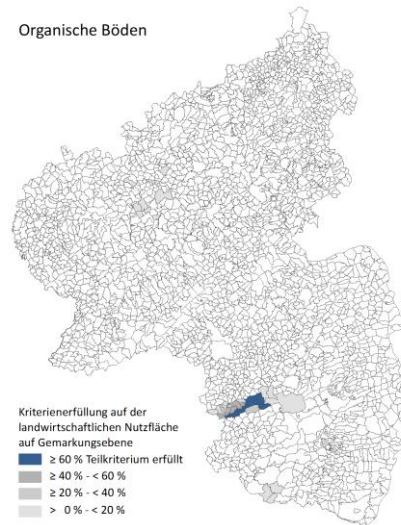 Organische Böden
Kriterienerfüllung auf der
landwirtschaftlichen Nutzfläche
auf Gemarkungsebene
≥ 60 % Teilkriterium erfüllt
≥ 40 % - < 60 %
≥ 20 % - < 40 %
> 0 % - < 20 %